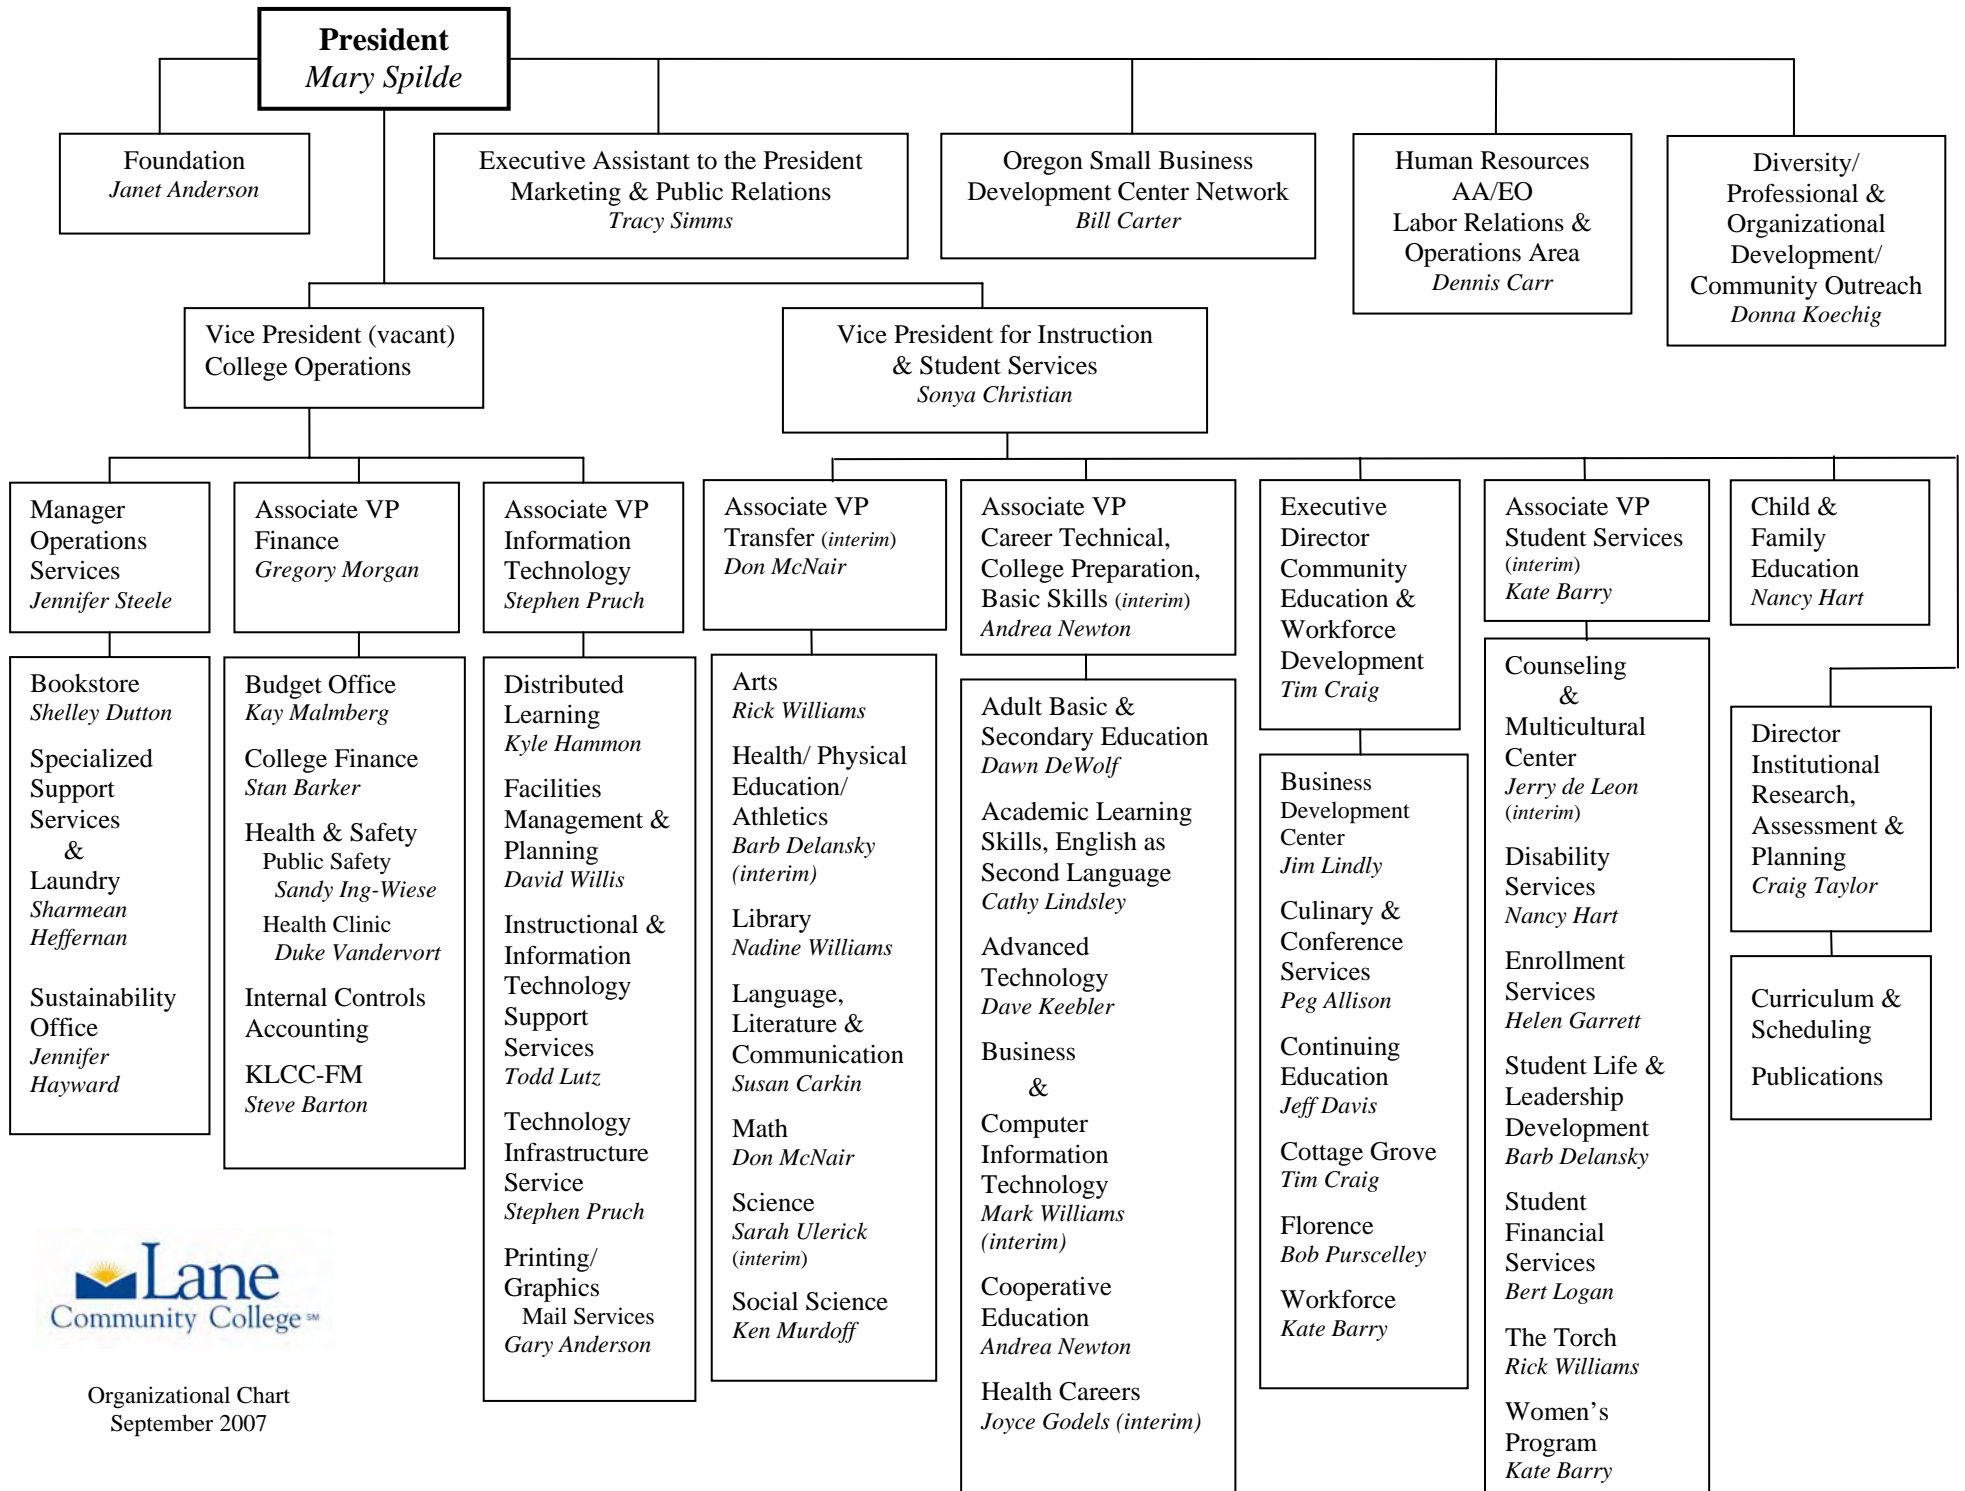 President
Mary Spilde
Foundation
Janet Anderson
Executive Assistant to the President
Marketing & Public Relations
Tracy Simms
Oregon Small Business
Development Center Network
Bill Carter
Human Resources
AA/EO
Labor Relations &
Operations Area
Dennis Carr
Diversity/
Professional &
Organizational
Development/
Community Outreach
Donna Koechig
Vice President (vacant)
College Operations
Vice President for Instruction
& Student Services
Sonya Christian
Manager
Operations
Services
Jennifer Steele
Associate VP
Finance
Gregory Morgan
Associate VP
Information
Technology
Stephen Pruch
Associate VP
Transfer (interim)
Don McNair
Associate VP
Career Technical,
College Preparation,
Basic Skills (interim)
Andrea Newton
Executive
Director
Community
Education &
Workforce
Development
Tim Craig
Associate VP
Student Services
(interim)
Kate Barry
Child &
Family
Education
Nancy Hart
Bookstore
Shelley Dutton
Specialized
Support
Services
&
Laundry
Sharmean
Heffernan
Sustainability
Office
Jennifer
Hayward
Budget Office
Kay Malmberg
College Finance
Stan Barker
Health & Safety
Public Safety
Sandy Ing-Wiese
Health Clinic
Duke Vandervort
Internal Controls
Accounting
KLCC-FM
Steve Barton
Distributed
Learning
Kyle Hammon
Facilities
Management &
Planning
David Willis
Instructional &
Information
Technology
Support
Services
Todd Lutz
Technology
Infrastructure
Service
Stephen Pruch
Printing/
Graphics
Mail Services
Gary Anderson
Arts
Rick Williams
Health/ Physical
Education/
Athletics
Barb Delansky
(interim)
Library
Nadine Williams
Language,
Literature &
Communication
Susan Carkin
Math
Don McNair
Science
Sarah Ulerick
(interim)
Social Science
Ken Murdoff
Adult Basic &
Secondary Education
Dawn DeWolf
Academic Learning
Skills, English as
Second Language
Cathy Lindsley
Advanced
Technology
Dave Keebler
Business
&
Computer
Information
Technology
Mark Williams
(interim)
Cooperative
Education
Andrea Newton
Health Careers
Joyce Godels (interim)
Business
Development
Center
Jim Lindly
Culinary &
Conference
Services
Peg Allison
Continuing
Education
Jeff Davis
Cottage Grove
Tim Craig
Florence
Bob Purscelley
Workforce
Kate Barry
Counseling
&
Multicultural
Center
Jerry de Leon
(interim)
Disability
Services
Nancy Hart
Enrollment
Services
Helen Garrett
Student Life &
Leadership
Development
Barb Delansky
Student
Financial
Services
Bert Logan
The Torch
Rick Williams
Women's
Program
Kate Barry
Director
Institutional
Research,
Assessment &
Planning
Craig Taylor
Curriculum &
Scheduling
Publications
Lane
Community College SM
Organizational Chart
September 2007